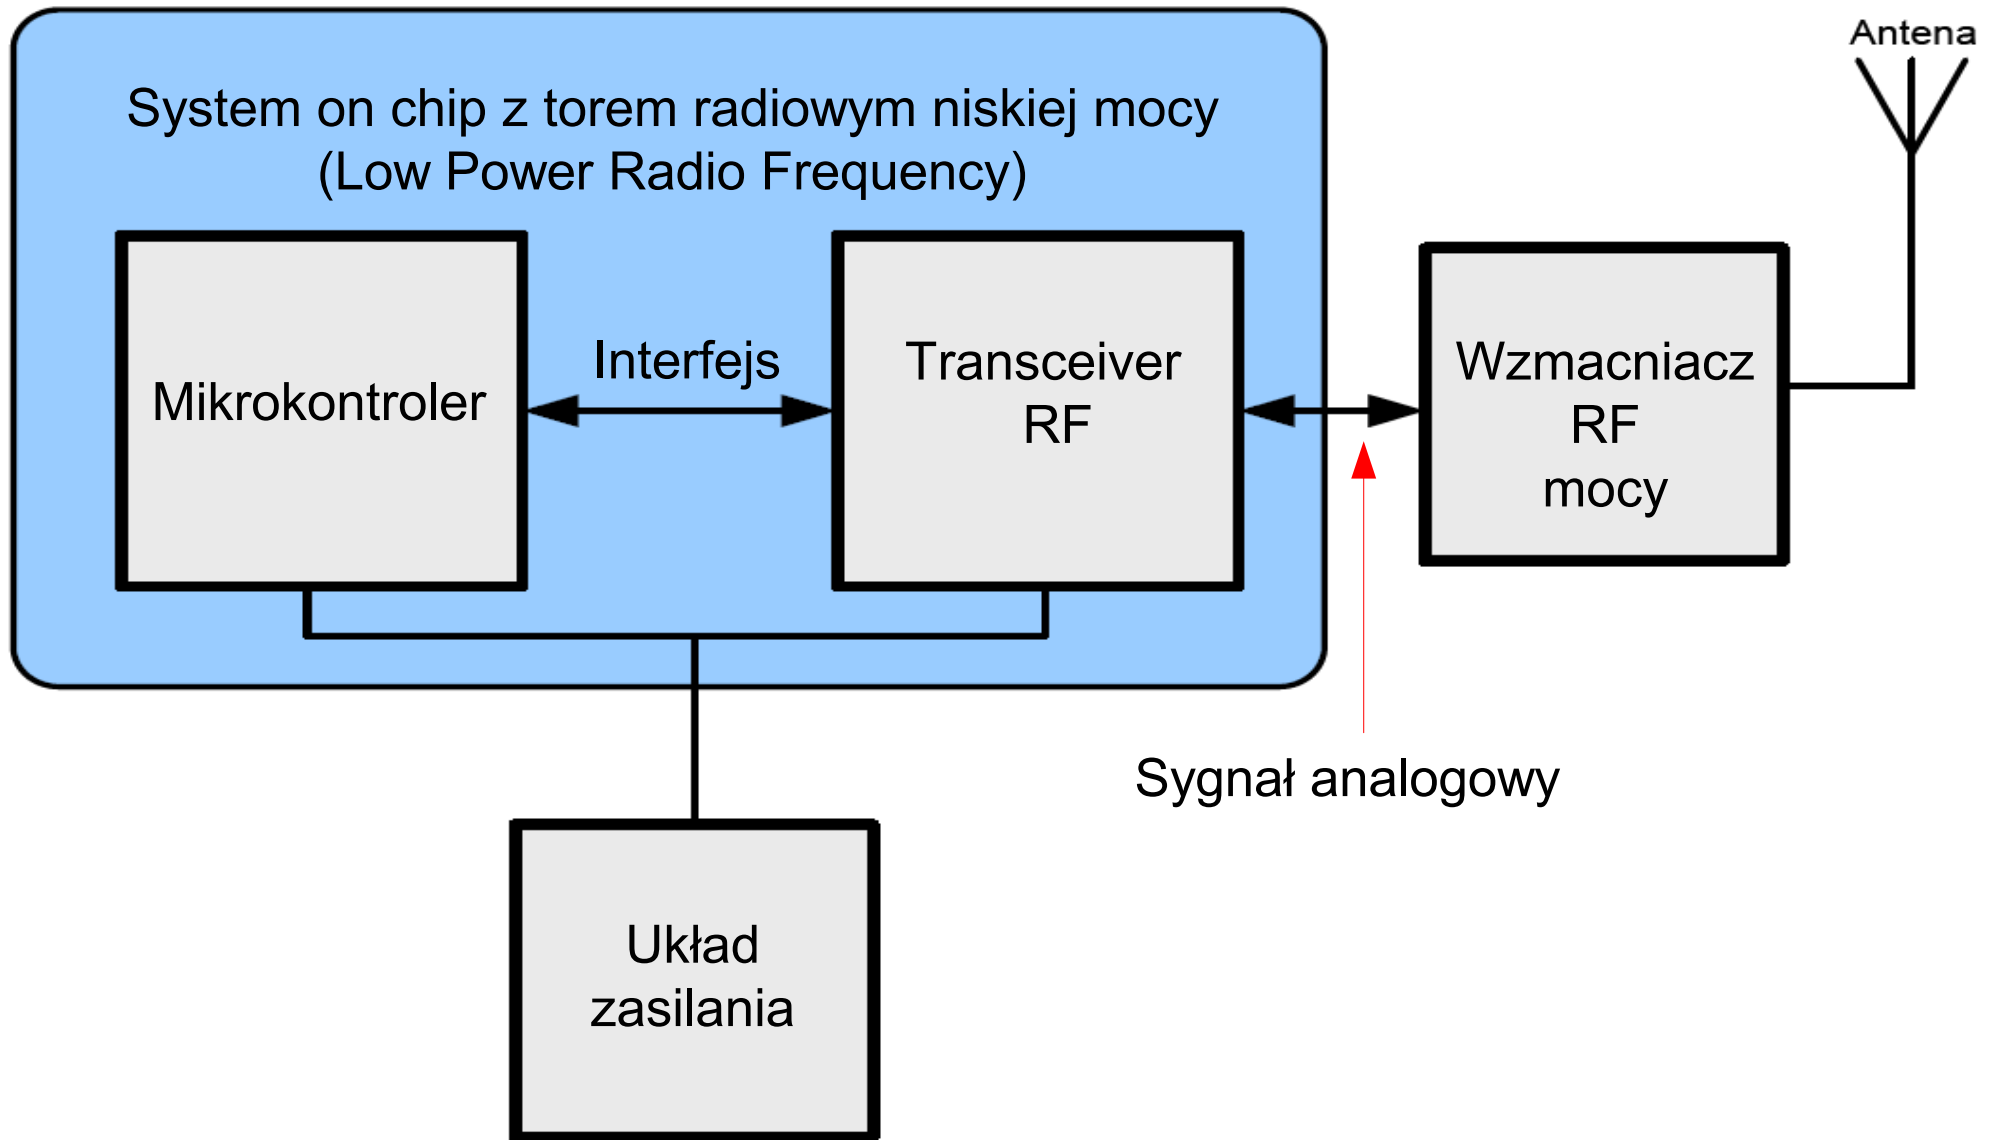 Antena
System on chip z torem radiowym niskiej mocy
(Low Power Radio Frequency)
Mikrokontroler
Interfejs
Transceiver
RF
Wzmacniacz
RF
mocy
Sygnał analogowy
Układ
zasilania